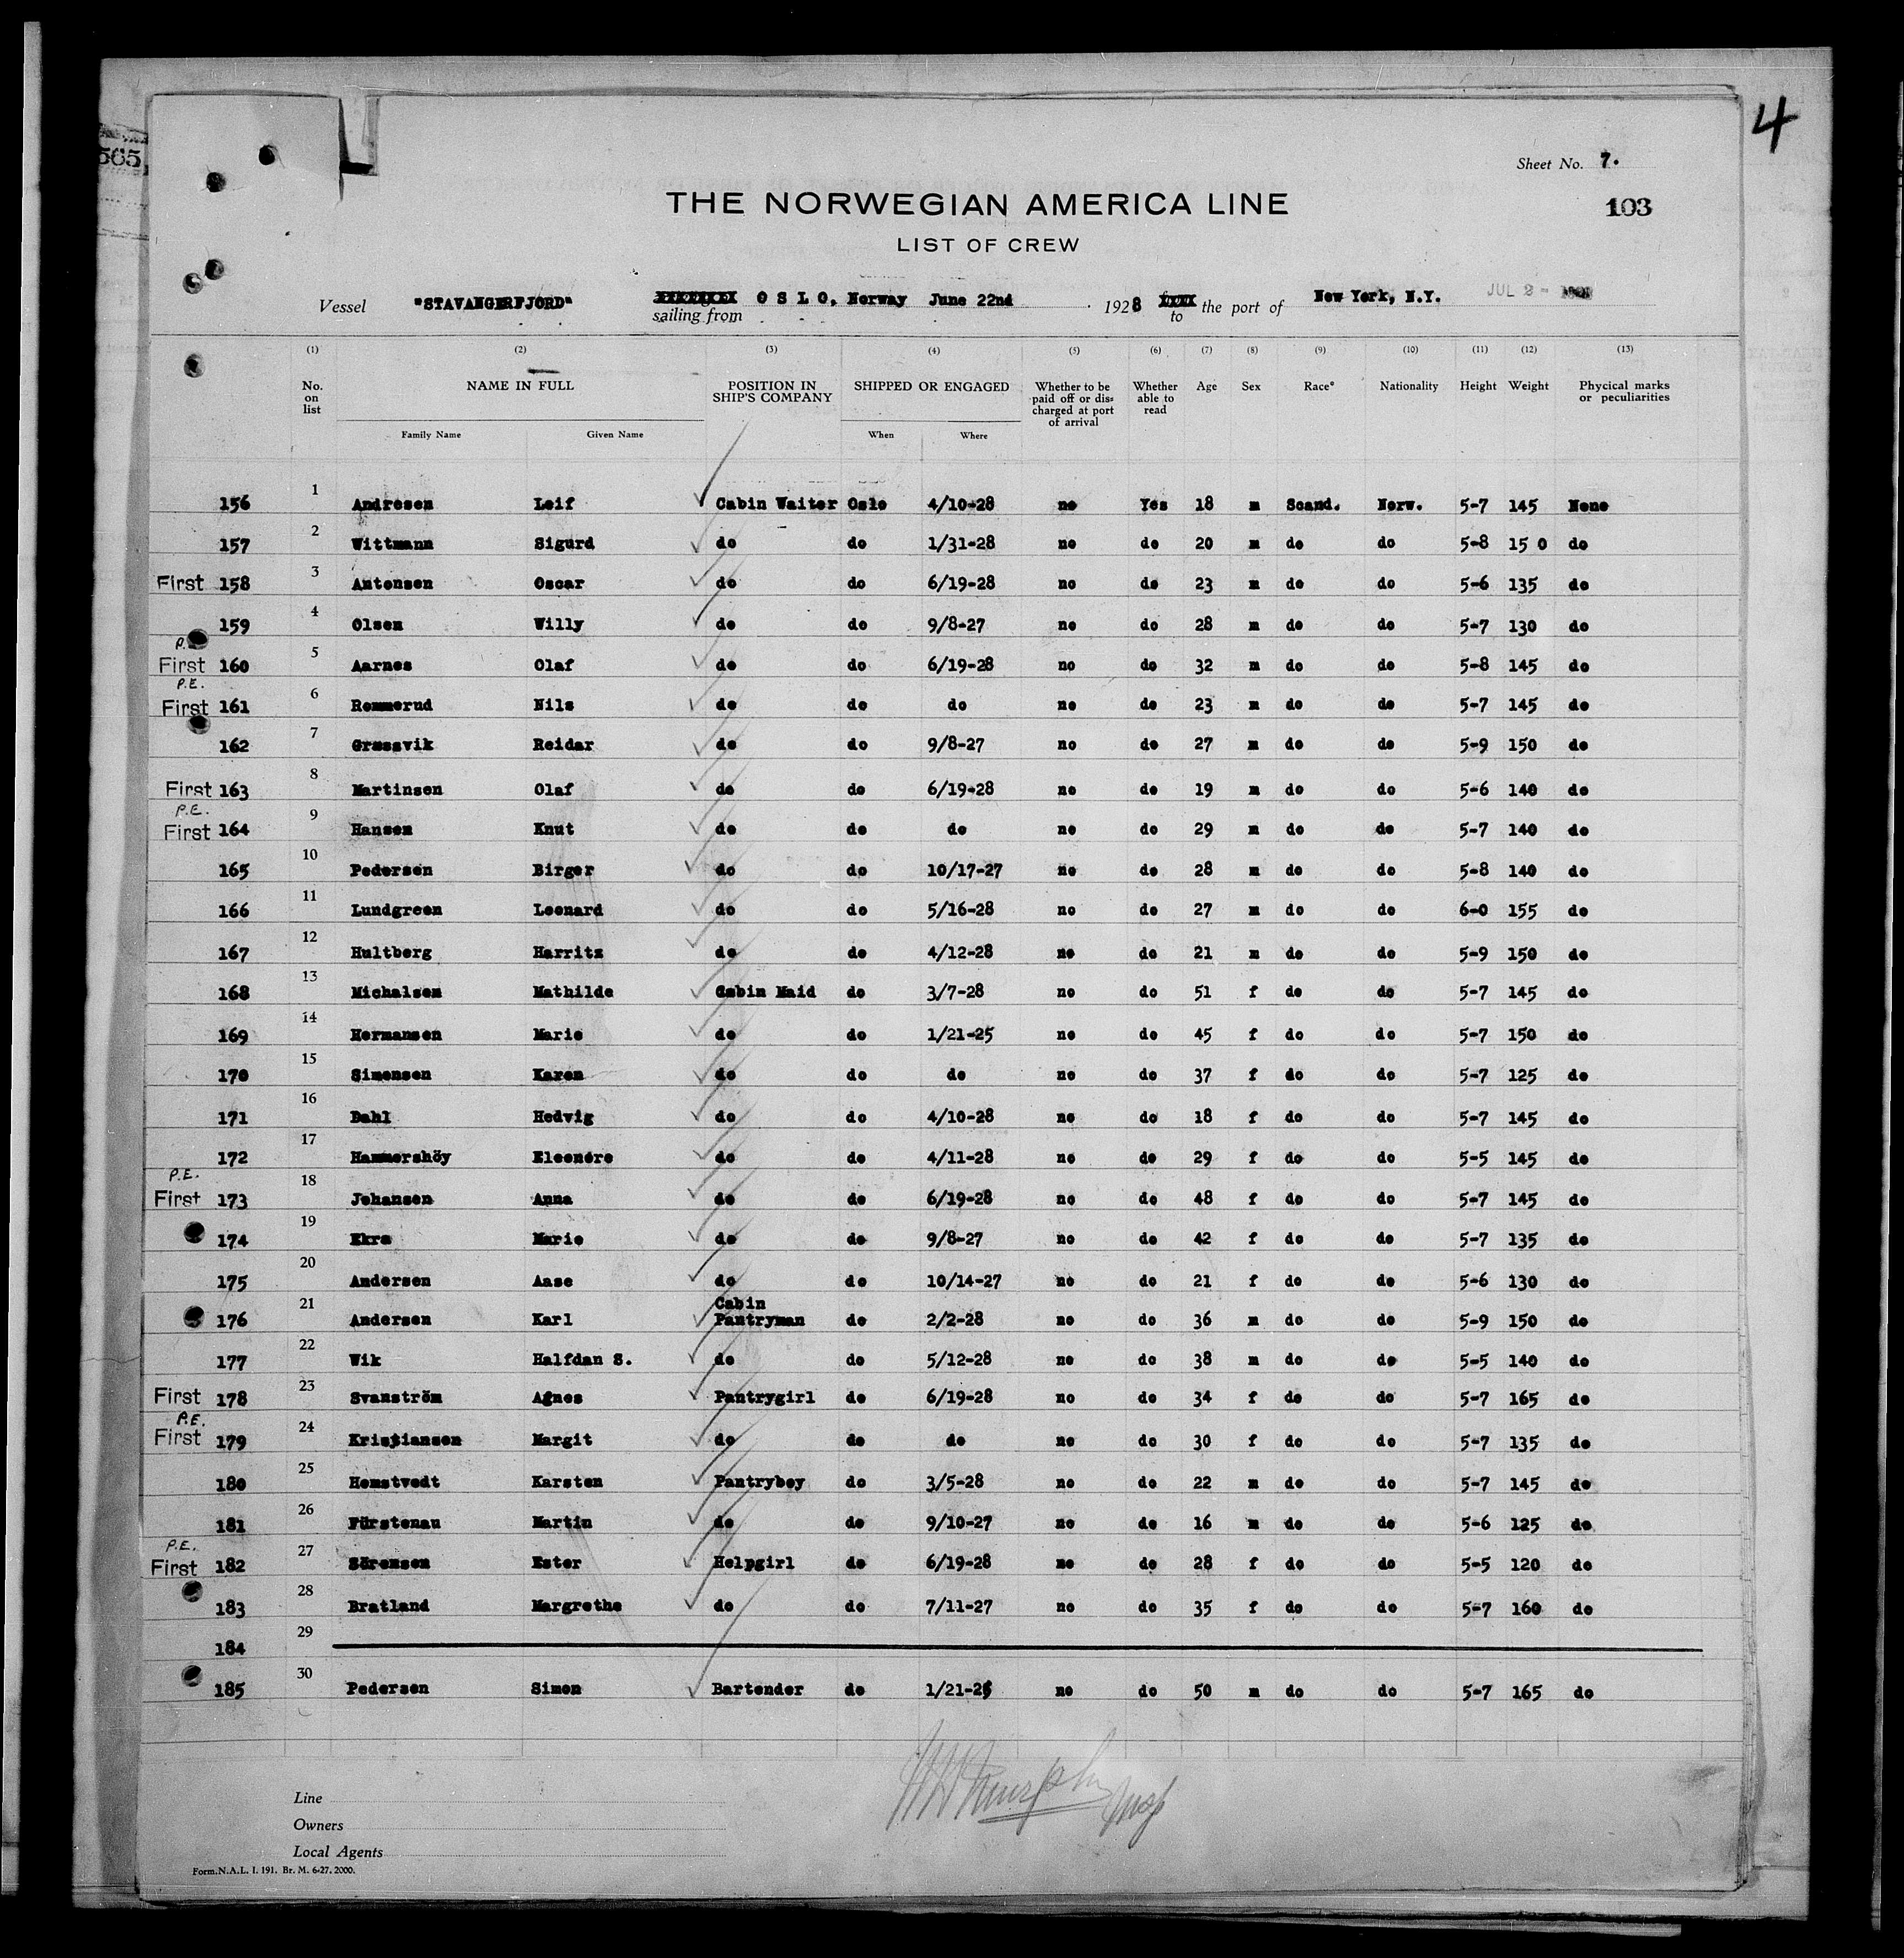 4
565
Sheet No. 7.
THE NORWEGIAN AMERICA LINE
103
LIST OF CREW
Vessel "STAVANGERFJORD" sailing from O S L O, Norway June 22nd 1928 to the port of New York, N.Y. JUL 2 -
(1) (2) (3) (4) (5) (6) (7) (8) (9) (10) (11) (12) (13)
No. on list NAME IN FULL POSITION IN SHIP'S COMPANY SHIPPED OR ENGAGED Whether to be paid off or dis= charged at port of arrival Whether able to read Age Sex Race* Nationality Height Weight Phycical marks or peculiarities
Family Name Given Name When Where
156 1 Andresen Leif Cabin Waiter Oslo 4/10-28 no Yes 18 m Scand. Norw. 5-7 145 None
157 2 Wittmann Sigurd do do 1/31-28 no do 20 m do do 5-8 15 0 do
First 158 3 Antonsen Oscar do do 6/19-28 no do 23 m do do 5-6 135 do
159 4 Olsen Willy do do 9/8-27 no do 28 m do do 5-7 130 do
P.
First 160 5 Aarnes Olaf do do 6/19-28 no do 32 m do do 5-8 145 do
P.E.
First 161 6 Rommerud Nils do do do no do 23 m do do 5-7 145 do
162 7 Græsvik Reidar do do 9/8-27 no do 27 m do do 5-9 150 do
First 163 8 Martinsen Olaf do do 6/19-28 no do 19 m do do 5-6 140 do
P.E.
First 164 9 Hansen Knut do do do no do 29 m do do 5-7 140 do
165 10 Pedersen Birger do do 10/17-27 no do 28 m do do 5-8 140 do
166 11 Lundgreen Leonard do do 5/16-28 no do 27 m do do 6-0 155 do
167 12 Hultberg Harritz do do 4/12-28 no do 21 m do do 5-9 150 do
168 13 Michalsen Mathilde Cabin Maid do 3/7-28 no do 51 f do do 5-7 145 do
169 14 Hermansen Marie do do 1/21-25 no do 45 f do do 5-7 150 do
170 15 Simonsen Karen do do do no do 37 f do do 5-7 125 do
171 16 Dahl Hedvig do do 4/10-28 no do 18 f do do 5-7 145 do
172 17 Hammershöy Eleonore do do 4/11-28 no do 29 f do do 5-5 145 do
P.E.
First 173 18 Johansen Anna do do 6/19-28 no do 48 f do do 5-7 145 do
174 19 Ekra Marie do do 9/8-27 no do 42 f do do 5-7 135 do
175 20 Andersen Aase do do 10/14-27 no do 21 f do do 5-6 130 do
176 21 Andersen Karl Cabin Pantryman do 2/2-28 no do 36 m do do 5-9 150 do
177 22 Wik Halfdan S. do do 5/12-28 no do 38 m do do 5-5 140 do
First 178 23 Svanström Agnes Pantrygirl do 6/19-28 no do 34 f do do 5-7 165 do
P.E.
First 179 24 Kristiansen Margit do do do no do 30 f do do 5-7 135 do
180 25 Hemstvedt Karsten Pantryboy do 3/5-28 no do 22 m do do 5-7 145 do
181 26 Fürstenau Martin do do 9/10-27 no do 16 m do do 5-6 125 do
P.E.
First 182 27 Sörensen Ester Helpgirl do 6/19-28 no do 28 f do do 5-5 120 do
183 28 Bratland Margrethe do do 7/11-27 no do 35 f do do 5-7 160 do
184 29
185 30 Pedersen Simon Bartender do 1/21-25 no do 50 m do do 5-7 165 do
Murphy Insp
Line
Owners
Local Agents
Form.N.A.L. I. 191. Br. M. 6-27. 2000.